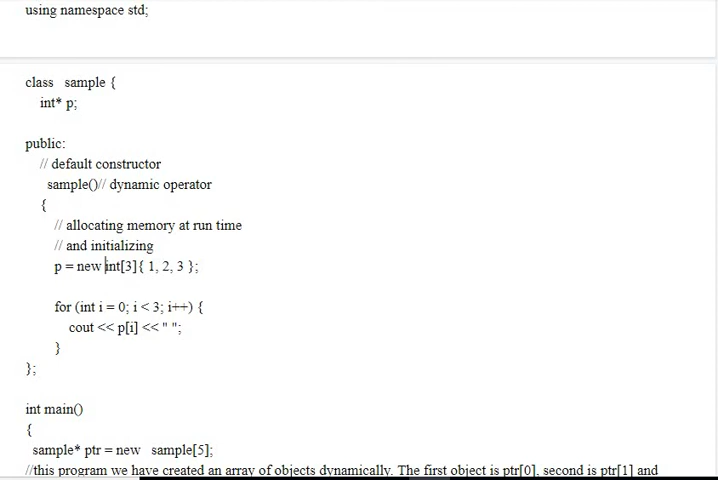 using namespace std;
class sample {
int* p;
public:
// default constructor
sample()// dynamic operator
{
// allocating memory at run time
// and initializing
p = new int[3]{ 1, 2, 3 };
for (int i = 0; i < 3; i++) {
cout << p[i] << " ";
}
};
int main()
{
sample* ptr = new sample[5];
//this program we have created an array of objects dynamically. The first object is ptr[0], second is ptr[1] and